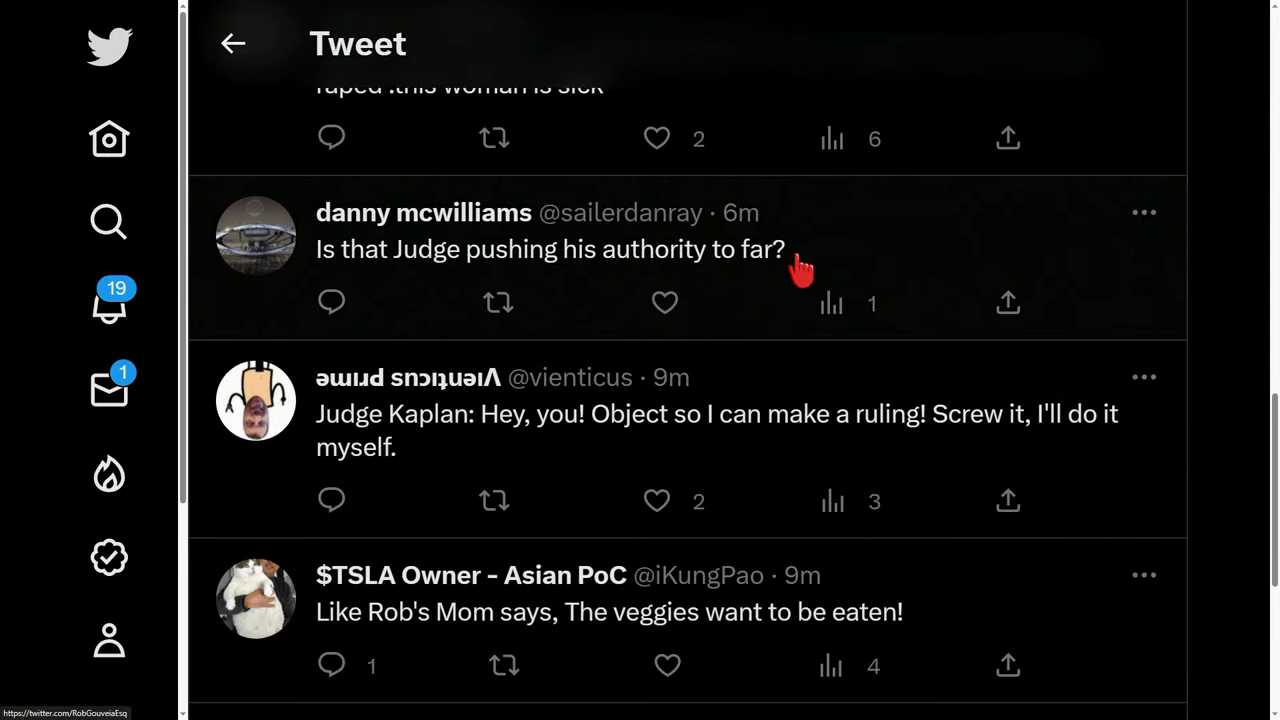 Tweet
raped .this woman is sick
2
6
danny mcwilliams @sailerdanray · 6m
Is that Judge pushing his authority to far?
1
19
ǝɯıɹd snɔıʇuǝıΛ @vienticus · 9m
1
Judge Kaplan: Hey, you! Object so I can make a ruling! Screw it, I'll do it
myself.
2
3
$TSLA Owner - Asian PoC @iKungPao · 9m
Like Rob's Mom says, The veggies want to be eaten!
1
4
https://twitter.com/RobGouveiaEsq